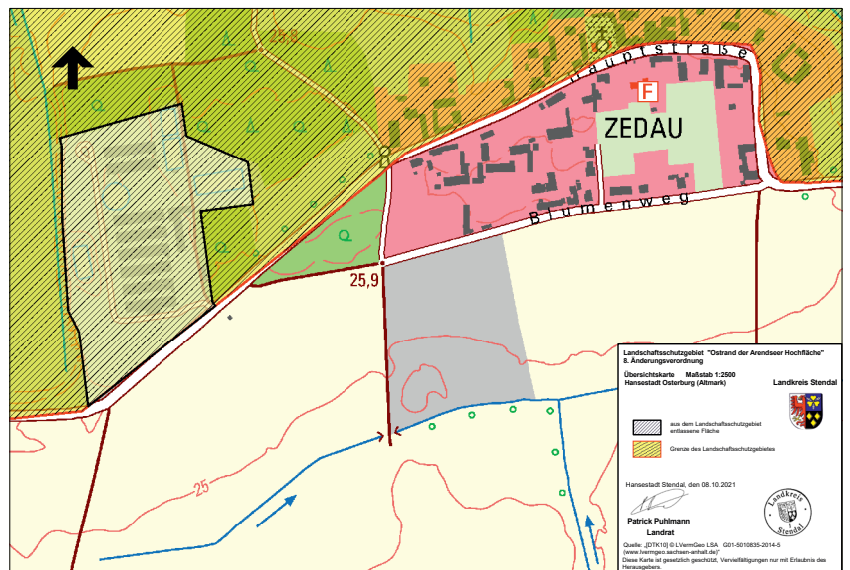 25,8
Hauptstraße
F
ZEDAU
Blumenweg
25,9
25
Landschaftsschutzgebiet "Ostrand der Arendseer Hochfläche"
8. Änderungsverordnung
Übersichtskarte Maßstab 1:2500
Hansestadt Osterburg (Altmark)
Landkreis Stendal
aus dem Landschaftsschutzgebiet
entlassene Fläche
Grenze des Landschaftsschutzgebietes
Hansestadt Stendal, den 08.10.2021
Patrick Puhlmann
Landrat
Landkreis
Stendal
Quelle: „[DTK10] © LVermGeo LSA G01-5010835-2014-5
(www.lvermgeo.sachsen-anhalt.de)"
Diese Karte ist gesetzlich geschützt, Vervielfältigungen nur mit Erlaubnis des
Herausgebers.